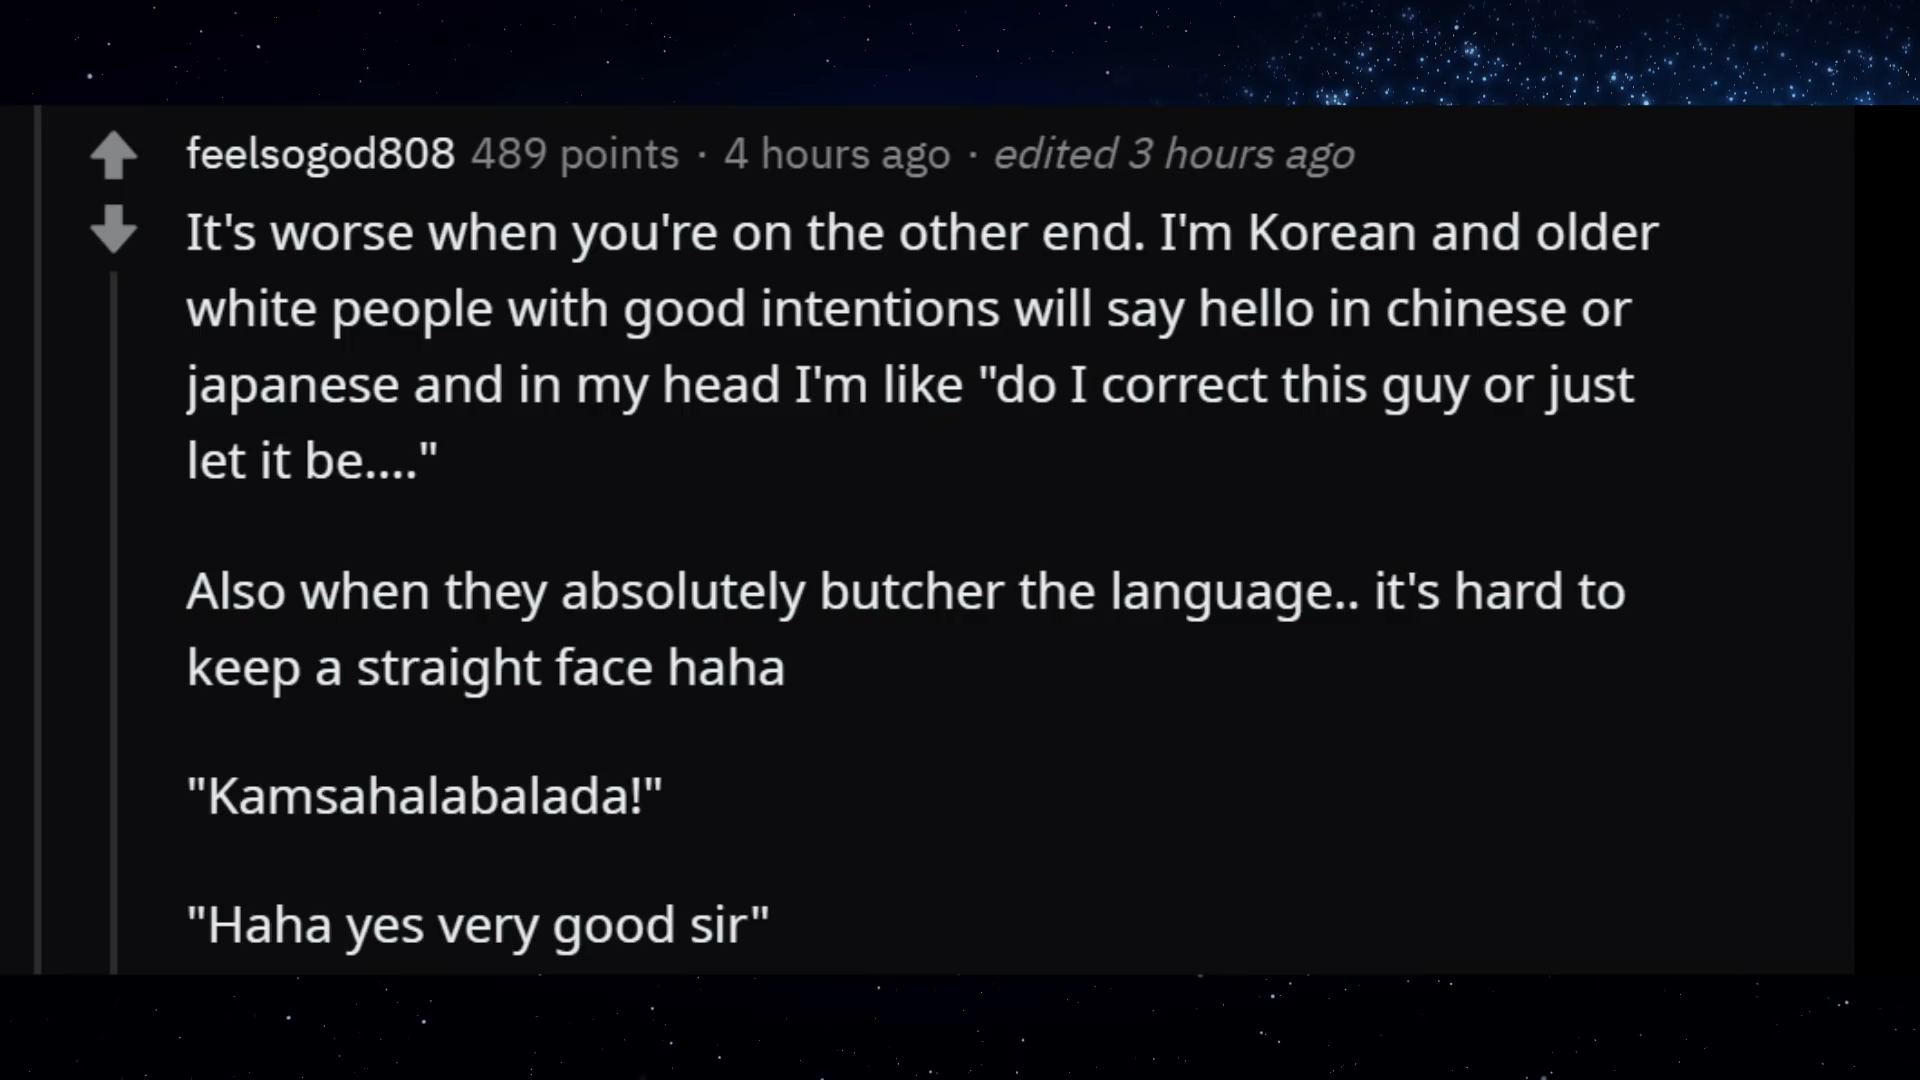 feelsogod808 489 points · 4 hours ago · edited 3 hours ago
It's worse when you're on the other end. I'm Korean and older
white people with good intentions will say hello in chinese or
japanese and in my head I'm like "do I correct this guy or just
let it be...."
Also when they absolutely butcher the language.. it's hard to
keep a straight face haha
"Kamsahalabalada!"
"Haha yes very good sir"